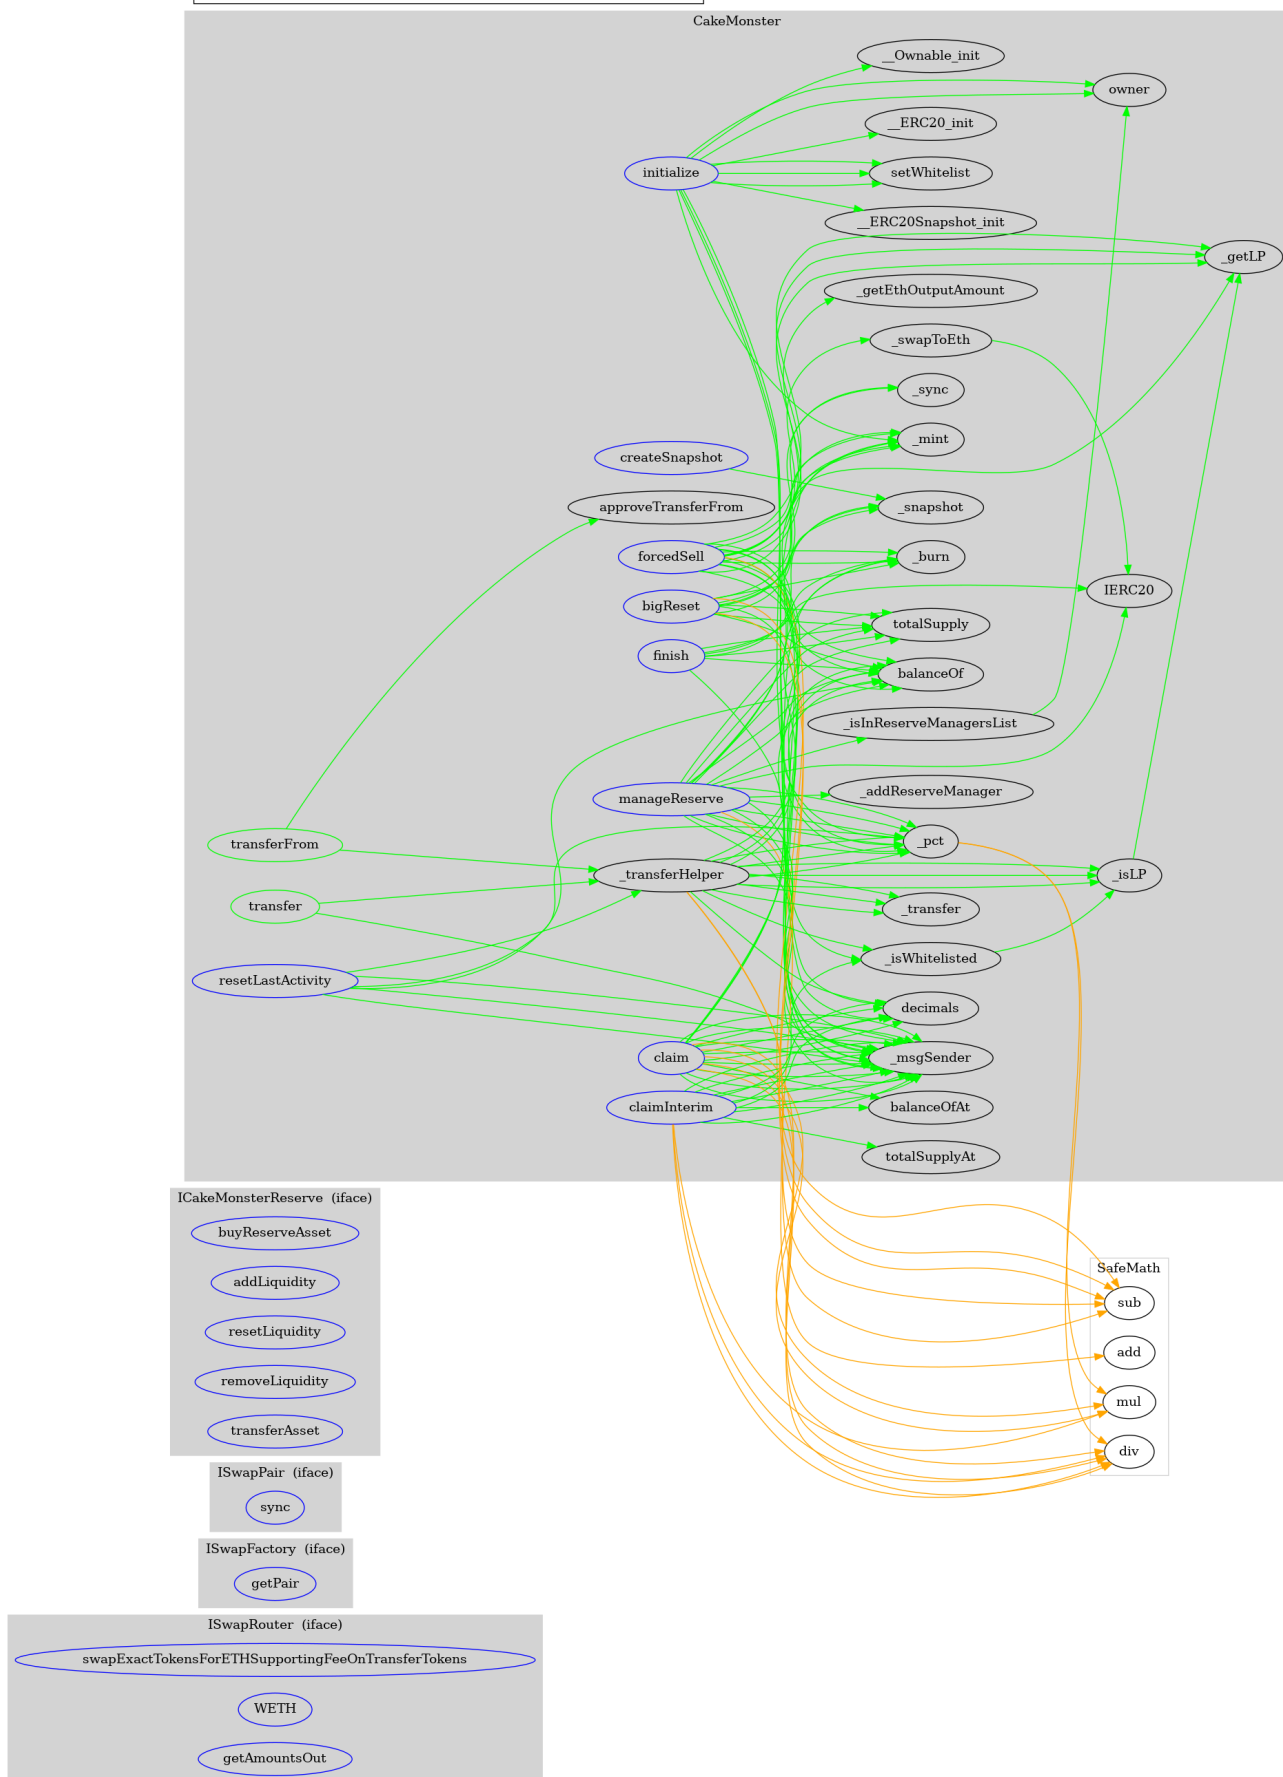 CakeMonster
__Ownable_init
owner
__ERC20_init
initialize
setWhitelist
__ERC20Snapshot_init
_getLP
_getEthOutputAmount
_swapToEth
_sync
_mint
createSnapshot
approveTransferFrom
_snapshot
forcedSell
_burn
IERC20
bigReset
totalSupply
finish
balanceOf
_isInReserveManagersList
manageReserve
_addReserveManager
transferFrom
_pct
_transferHelper
_isLP
transfer
_transfer
_isWhitelisted
resetLastActivity
decimals
claim
_msgSender
claimInterim
balanceOfAt
totalSupplyAt
ICakeMonsterReserve (iface)
buyReserveAsset
addLiquidity
resetLiquidity
removeLiquidity
transferAsset
SafeMath
sub
add
mul
div
ISwapPair (iface)
sync
ISwapFactory (iface)
getPair
ISwapRouter (iface)
swapExactTokensForETHSupportingFeeOnTransferTokens
WETH
getAmountsOut